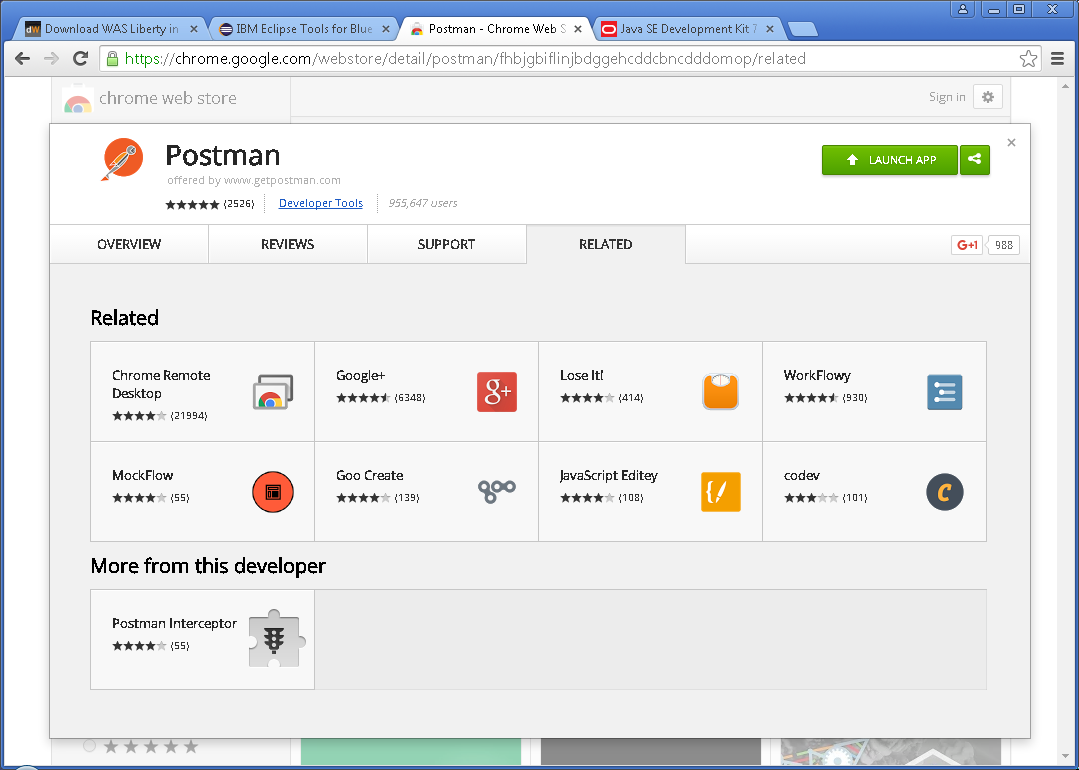 dW Download WAS Liberty in
IBM Eclipse Tools for Blue
Postman - Chrome Web S
Java SE Development Kit 7
https://chrome.google.com/webstore/detail/postman/fhbjgbiflinjbdggehcddcbncdddomop/related
chrome web store
Sign in
Postman
offered by www.getpostman.com
(2526)
Developer Tools
955,647 users
LAUNCH APP
OVERVIEW
REVIEWS
SUPPORT
RELATED
G+1
988
Related
Chrome Remote
Desktop
(21994)
Google+
(6348)
g+
Lose It!
(414)
WorkFlowy
(930)
MockFlow
(55)
Goo Create
(139)
JavaScript Editey
(108)
codev
(101)
C
More from this developer
Postman Interceptor
(55)